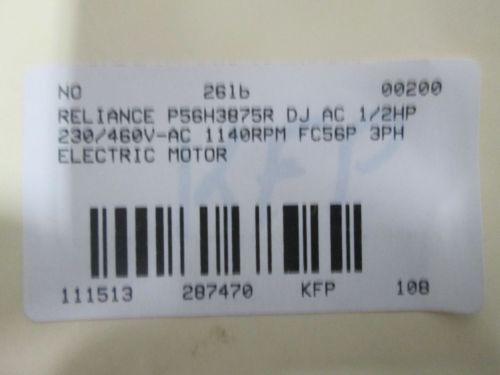 NO 261b 00200
RELIANCE P56H3875R DJ AC 1/2HP
230/460V-AC 1140RPM FC56P 3PH
ELECTRIC MOTOR
KFP
111513 287470 KFP 108